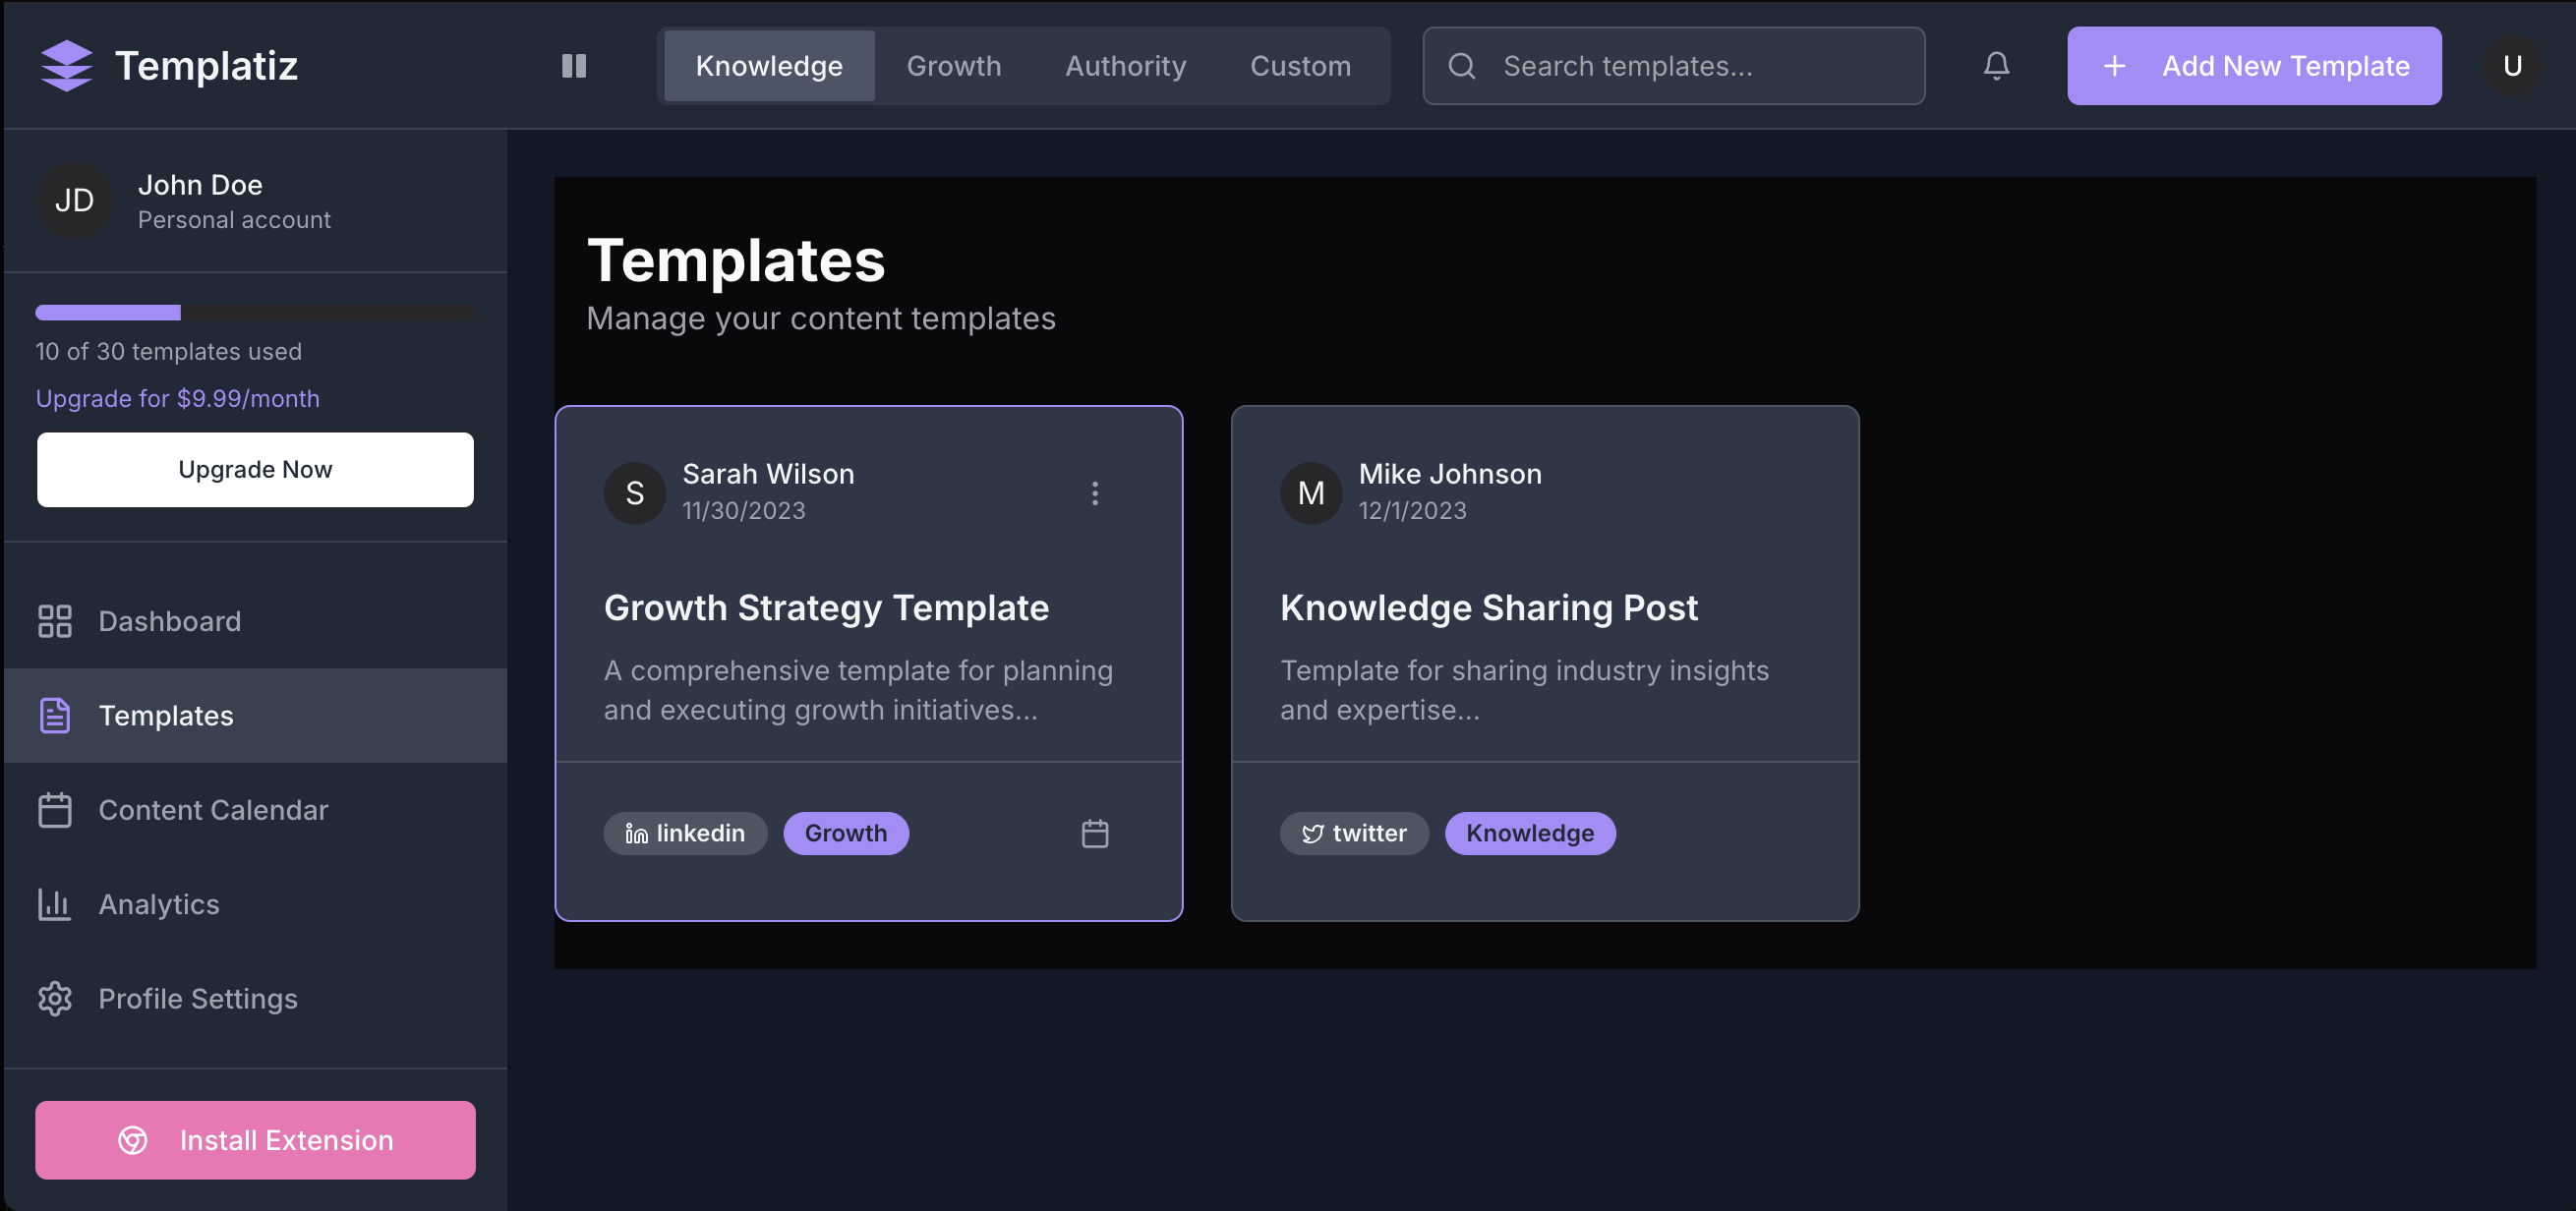 Templatiz
Knowledge
Growth
Authority
Custom
Search templates...
Add New Template
U
JD
John Doe
Personal account
10 of 30 templates used
Upgrade for $9.99/month
Upgrade Now
Dashboard
Templates
Content Calendar
Analytics
Profile Settings
Install Extension
Templates
Manage your content templates
S
Sarah Wilson
11/30/2023
Growth Strategy Template
A comprehensive template for planning
and executing growth initiatives...
linkedin
Growth
M
Mike Johnson
12/1/2023
Knowledge Sharing Post
Template for sharing industry insights
and expertise...
twitter
Knowledge